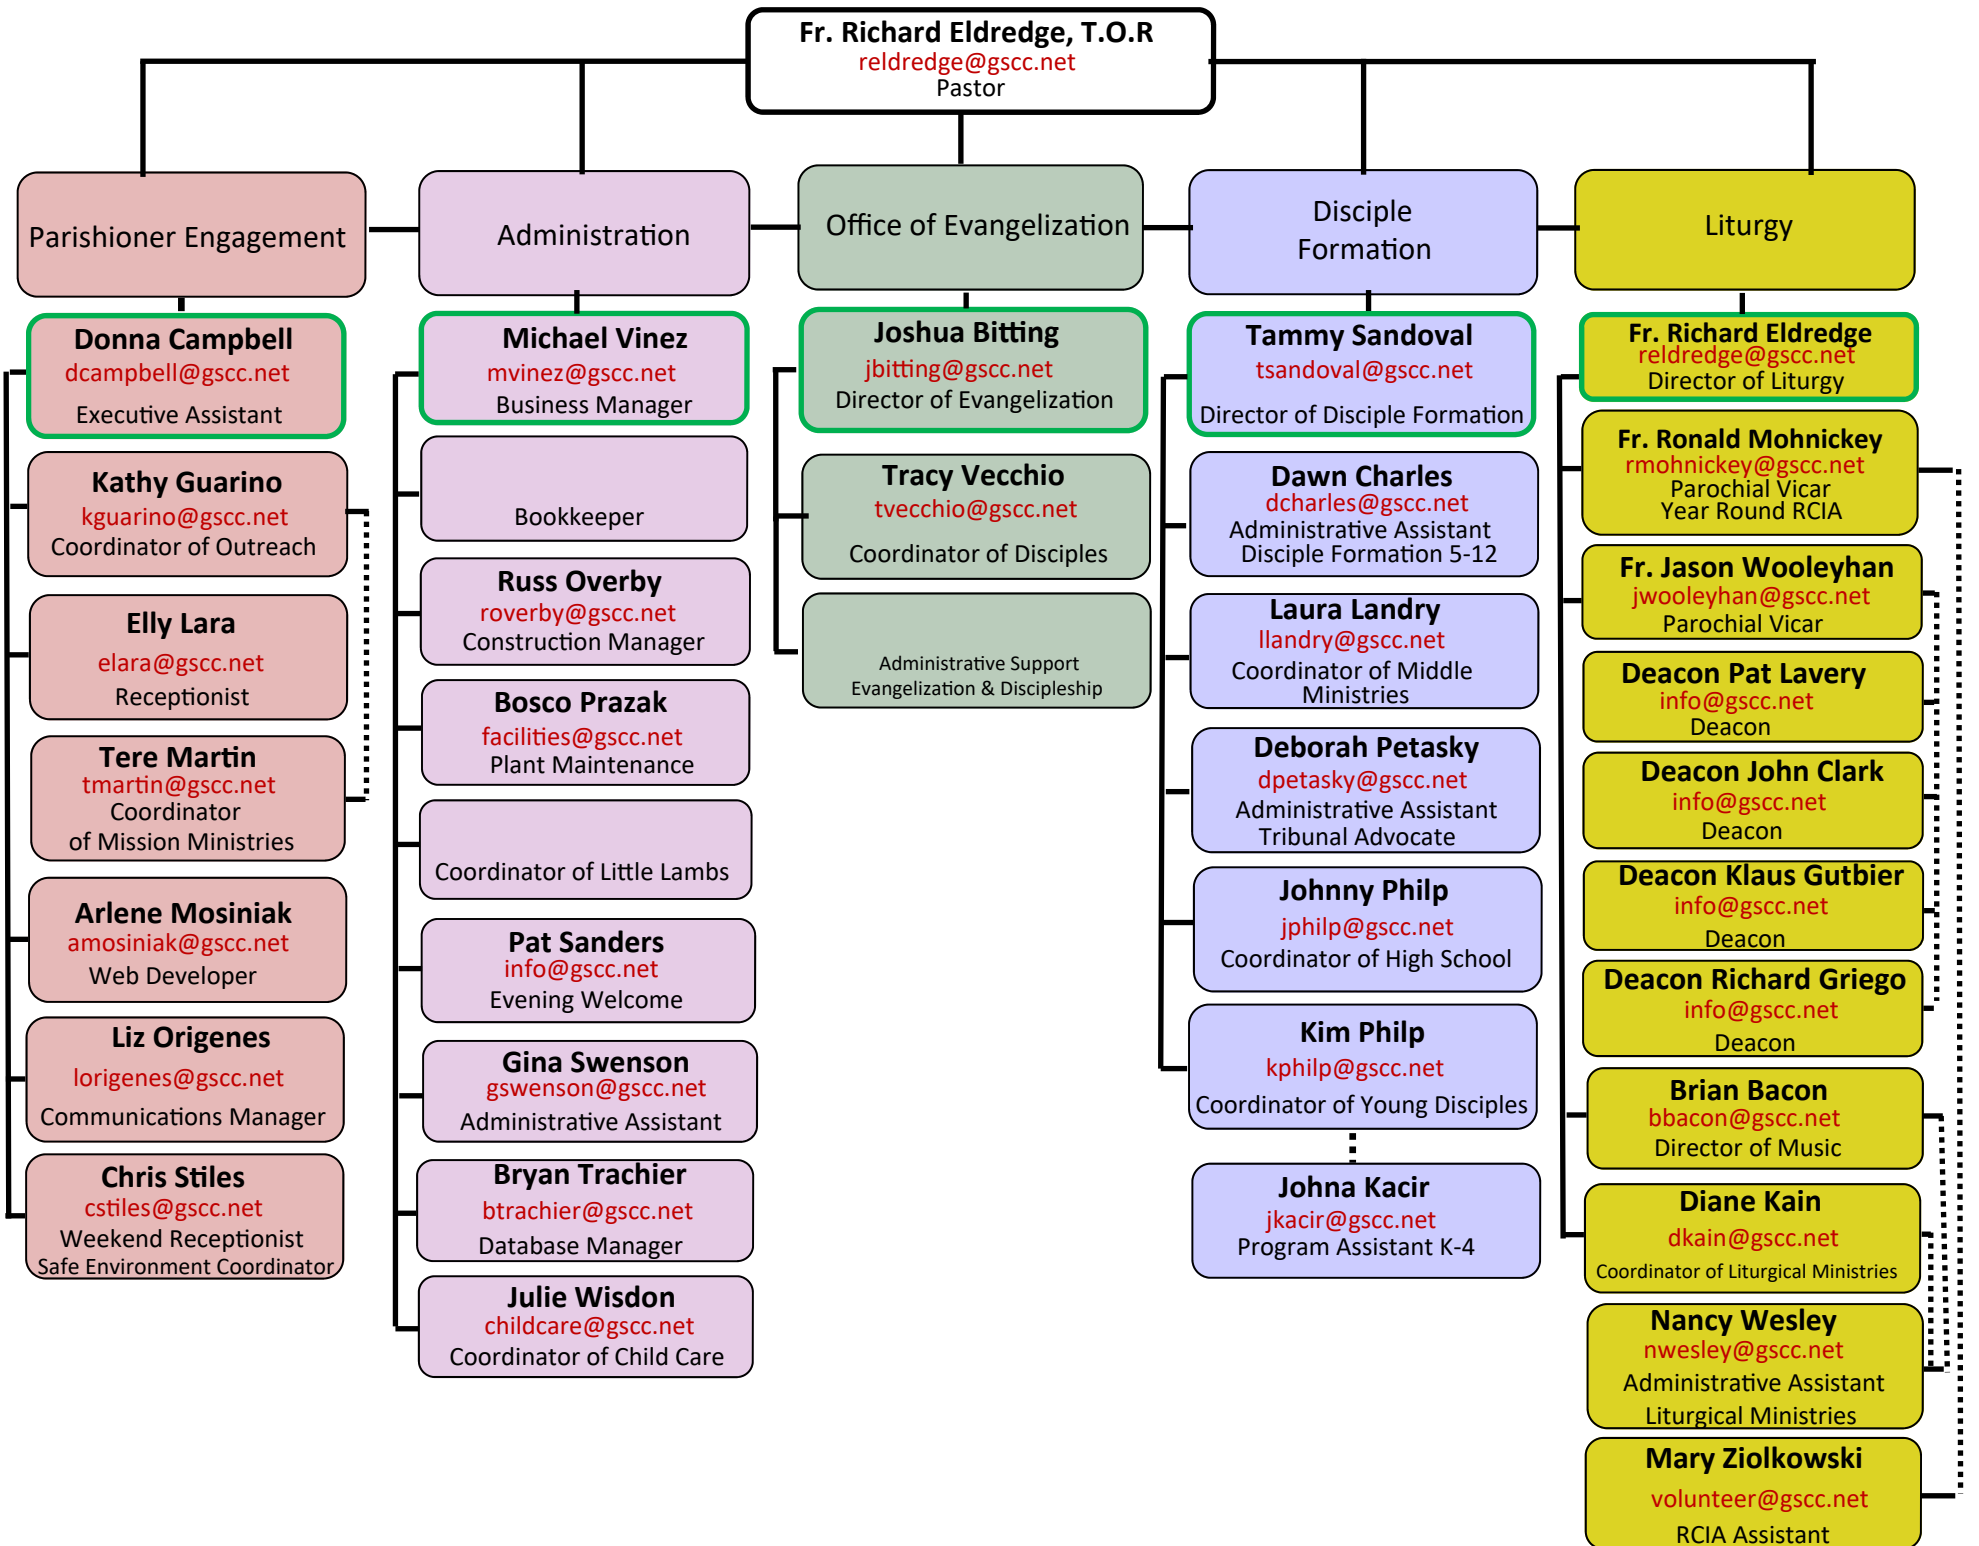 Fr. Richard Eldredge, T.O.R
reldredge@gscc.net
Pastor
Parishioner Engagement
Administration
Office of Evangelization
Disciple
Formation
Liturgy
Donna Campbell
dcampbell@gscc.net
Executive Assistant
Kathy Guarino
kguarino@gscc.net
Coordinator of Outreach
Elly Lara
elara@gscc.net
Receptionist
Tere Martin
tmartin@gscc.net
Coordinator
of Mission Ministries
Arlene Mosiniak
amosiniak@gscc.net
Web Developer
Liz Origenes
lorigenes@gscc.net
Communications Manager
Chris Stiles
cstiles@gscc.net
Weekend Receptionist
Safe Environment Coordinator
Michael Vinez
mvinez@gscc.net
Business Manager
Bookkeeper
Russ Overby
roverby@gscc.net
Construction Manager
Bosco Prazak
facilities@gscc.net
Plant Maintenance
Coordinator of Little Lambs
Pat Sanders
info@gscc.net
Evening Welcome
Gina Swenson
gswenson@gscc.net
Administrative Assistant
Bryan Trachier
btrachier@gscc.net
Database Manager
Julie Wisdon
childcare@gscc.net
Coordinator of Child Care
Joshua Bitting
jbitting@gscc.net
Director of Evangelization
Tracy Vecchio
tvecchio@gscc.net
Coordinator of Disciples
Administrative Support
Evangelization & Discipleship
Tammy Sandoval
tsandoval@gscc.net
Director of Disciple Formation
Dawn Charles
dcharles@gscc.net
Administrative Assistant
Disciple Formation 5-12
Laura Landry
llandry@gscc.net
Coordinator of Middle
Ministries
Deborah Petasky
dpetasky@gscc.net
Administrative Assistant
Tribunal Advocate
Johnny Philp
jphilp@gscc.net
Coordinator of High School
Kim Philp
kphilp@gscc.net
Coordinator of Young Disciples
Johna Kacir
jkacir@gscc.net
Program Assistant K-4
Fr. Richard Eldredge
reldredge@gscc.net
Director of Liturgy
Fr. Ronald Mohnickey
rmohnickey@gscc.net
Parochial Vicar
Year Round RCIA
Fr. Jason Wooleyhan
jwooleyhan@gscc.net
Parochial Vicar
Deacon Pat Lavery
info@gscc.net
Deacon
Deacon John Clark
info@gscc.net
Deacon
Deacon Klaus Gutbier
info@gscc.net
Deacon
Deacon Richard Griego
info@gscc.net
Deacon
Brian Bacon
bbacon@gscc.net
Director of Music
Diane Kain
dkain@gscc.net
Coordinator of Liturgical Ministries
Nancy Wesley
nwesley@gscc.net
Administrative Assistant
Liturgical Ministries
Mary Ziolkowski
volunteer@gscc.net
RCIA Assistant